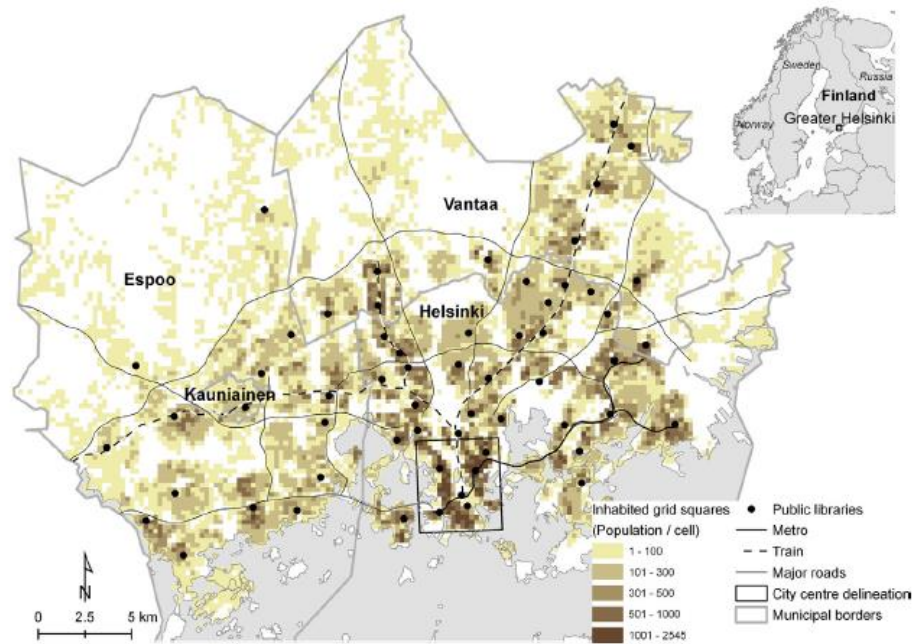 Sweden
Russia
Finland
Norway
Greater Helsinki
Vantaa
Espoo
Helsinki
Kauniainen
Inhabited grid squares
(Population / cell)
1 - 100
101 - 300
301 - 500
501 - 1000
1001 - 2545
Public libraries
Metro
Train
Major roads
City centre delineation
Municipal borders
N
0 2.5 5 km